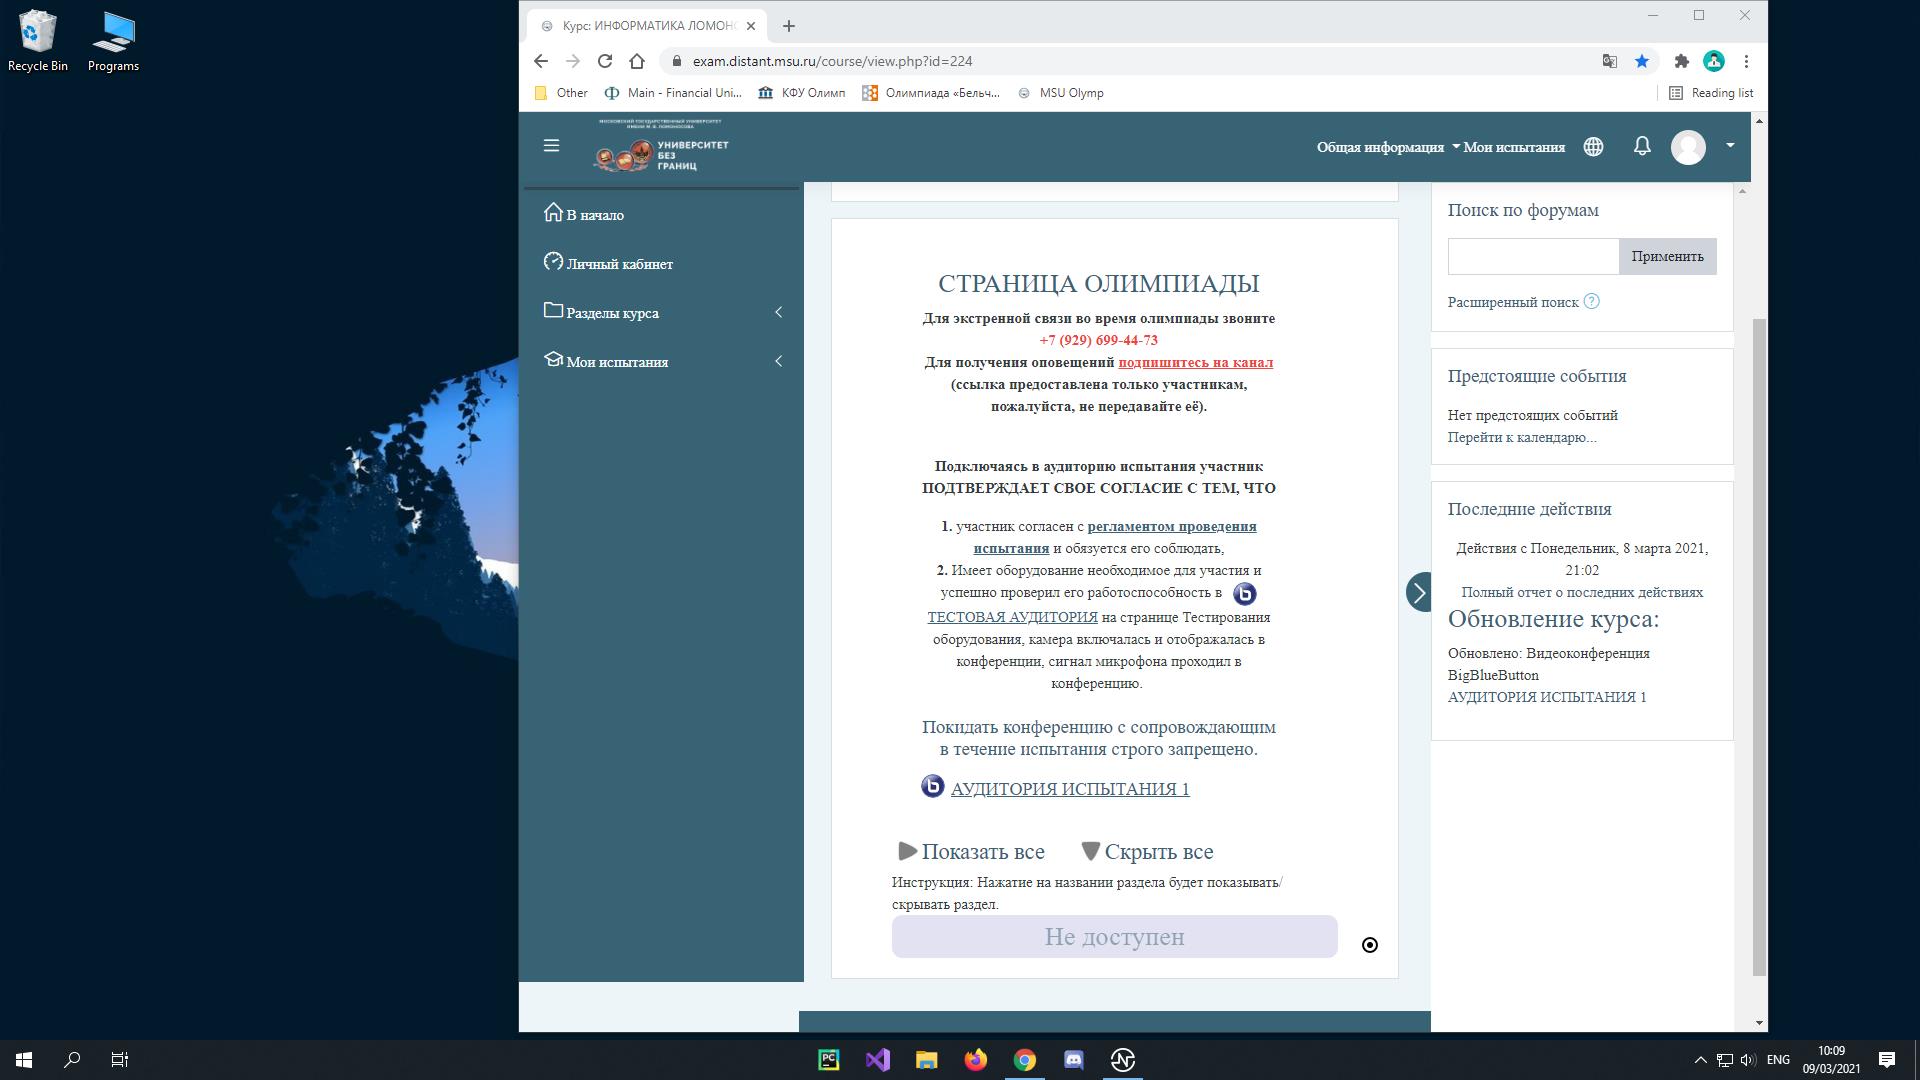 Recycle Bin
Programs
Курс: ИНФОРМАТИКА ЛОМОНО
exam.distant.msu.ru/course/view.php?id=224
Other
Main - Financial Uni...
КФУ Олимп
Олимпиада «Бельч...
MSU Olymp
Reading list
МОСКОВСКИЙ ГОСУДАРСТВЕННЫЙ УНИВЕРСИТЕТ
ИМЕНИ М. В. ЛОМОНОСОВА
УНИВЕРСИТЕТ
БЕЗ
ГРАНИЦ
Общая информация
Мои испытания
В начало
Личный кабинет
Разделы курса
Мои испытания
СТРАНИЦА ОЛИМПИАДЫ
Для экстренной связи во время олимпиады звоните
+7 (929) 699-44-73
Для получения оповещений подпишитесь на канал
(ссылка предоставлена только участникам,
пожалуйста, не передавайте её).
Подключаясь в аудиторию испытания участник
ПОДТВЕРЖДАЕТ СВОЕ СОГЛАСИЕ С ТЕМ, ЧТО
1. участник согласен с регламентом проведения
испытания и обязуется его соблюдать,
2. Имеет оборудование необходимое для участия и
успешно проверил его работоспособность в
ТЕСТОВАЯ АУДИТОРИЯ на странице Тестирования
оборудования, камера включалась и отображалась в
конференции, сигнал микрофона проходил в
конференцию.
Покидать конференцию с сопровождающим
в течение испытания строго запрещено.
АУДИТОРИЯ ИСПЫТАНИЯ 1
Показать все
Скрыть все
Инструкция: Нажатие на названии раздела будет показывать/
скрывать раздел.
Не доступен
Поиск по форумам
Применить
Расширенный поиск
Предстоящие события
Нет предстоящих событий
Перейти к календарю...
Последние действия
Действия с Понедельник, 8 марта 2021,
21:02
Полный отчет о последних действиях
Обновление курса:
Обновлено: Видеоконференция
BigBlueButton
АУДИТОРИЯ ИСПЫТАНИЯ 1
PC
ENG
10:09
09/03/2021